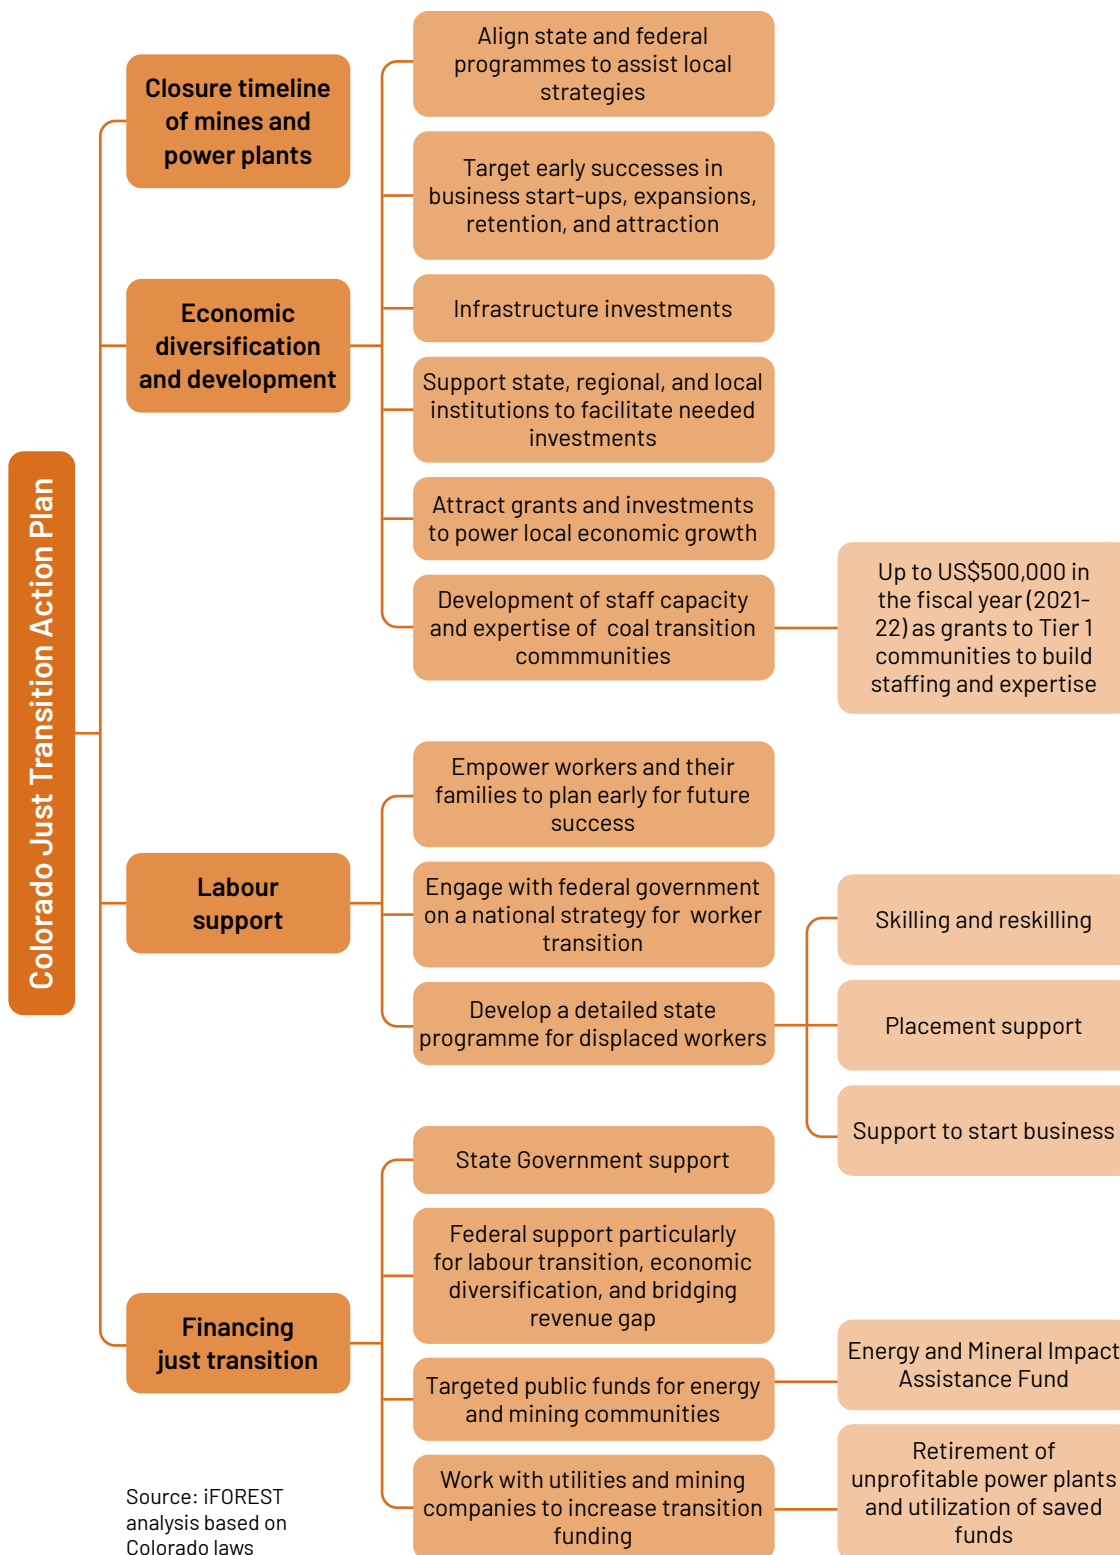 Colorado Just Transition Action Plan
Closure timeline
of mines and
power plants
Economic
diversification
and development
Align state and federal
programmes to assist local
strategies
Target early successes in
business start-ups, expansions,
retention, and attraction
Infrastructure investments
Support state, regional, and local
institutions to facilitate needed
investments
Attract grants and investments
to power local economic growth
Development of staff capacity
and expertise of coal transition
commmunities
Up to US$500,000 in
the fiscal year (2021-
22) as grants to Tier 1
communities to build
staffing and expertise
Labour
support
Empower workers and their
families to plan early for future
success
Engage with federal government
on a national strategy for worker
transition
Develop a detailed state
programme for displaced workers
Skilling and reskilling
Placement support
Support to start business
Financing
just transition
State Government support
Federal support particularly
for labour transition, economic
diversification, and bridging
revenue gap
Targeted public funds for energy
and mining communities
Energy and Mineral Impact
Assistance Fund
Work with utilities and mining
companies to increase transition
funding
Retirement of
unprofitable power plants
and utilization of saved
funds
Source: iFOREST
analysis based on
Colorado laws